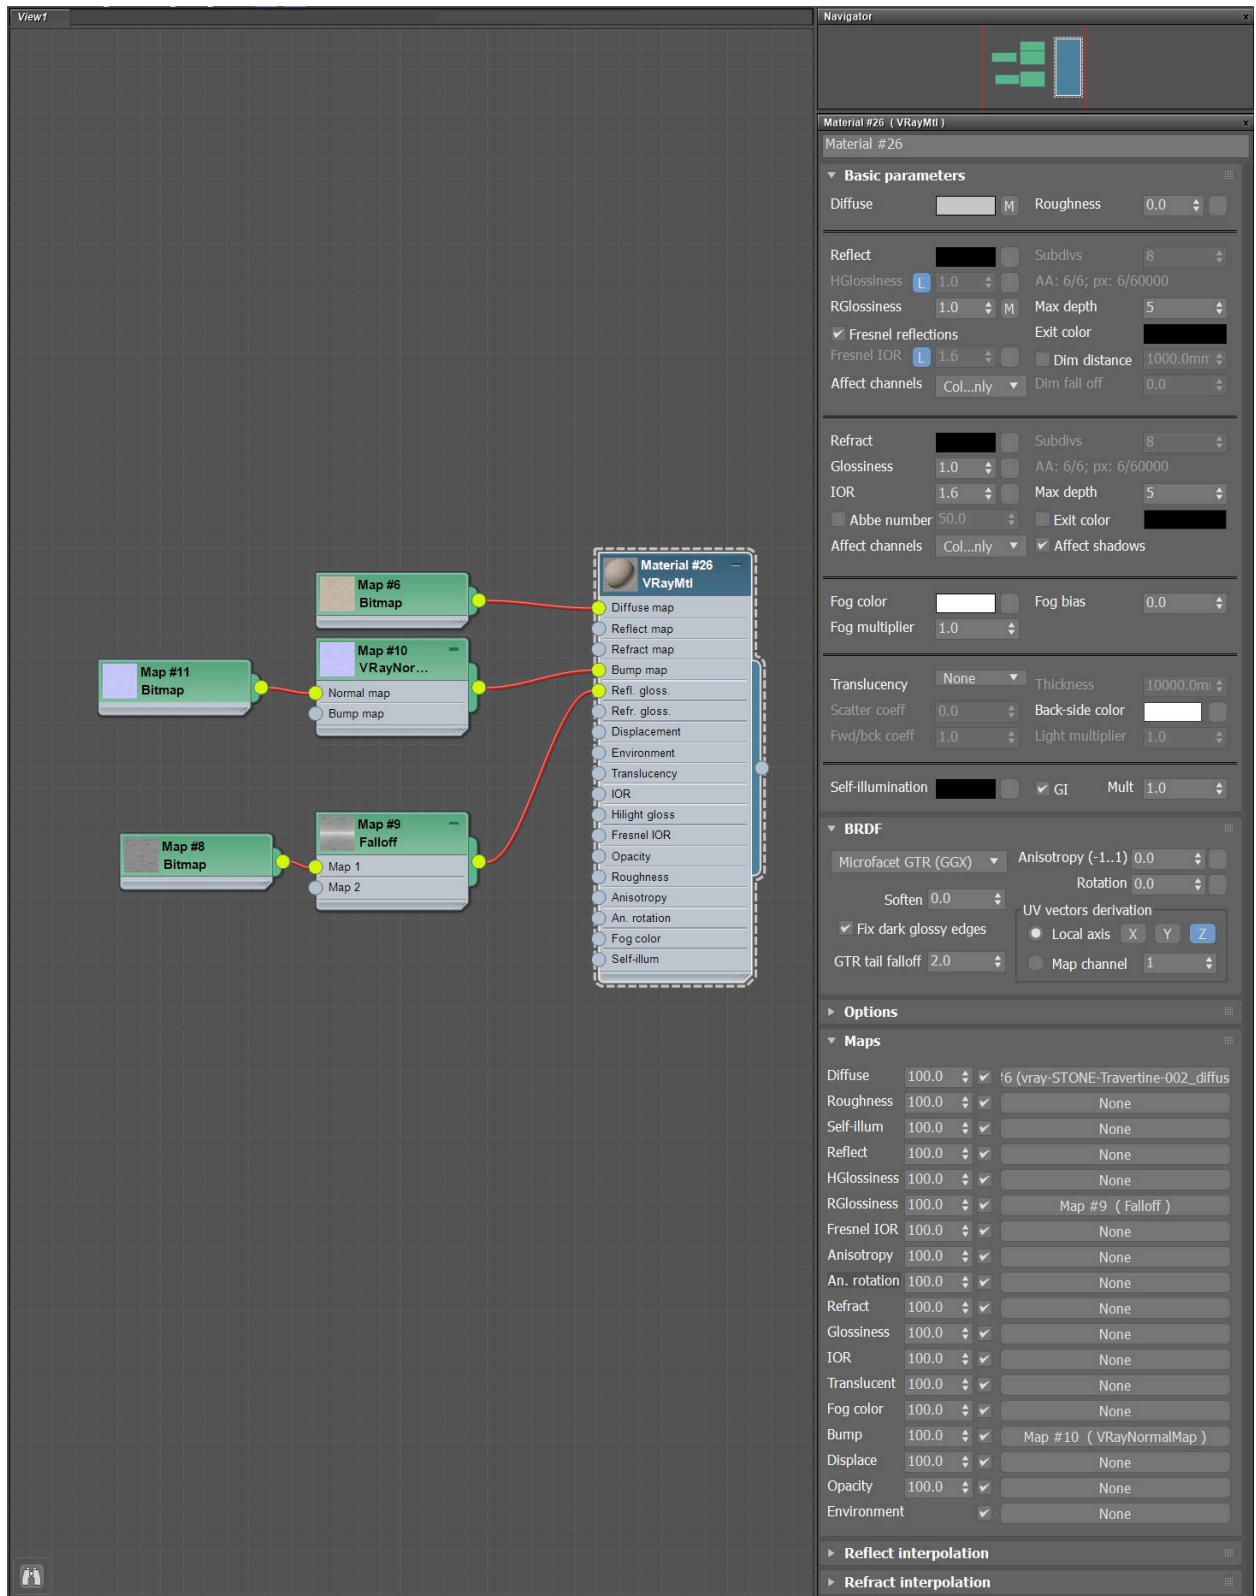 View1
Navigator
x
Material #26 ( VRayMtl )
x
Material #26
Basic parameters
Diffuse M Roughness 0.0
Reflect Subdivs 8
HGlossiness L 1.0 AA: 6/6; px: 6/60000
RGlossiness 1.0 M Max depth 5
Fresnel reflections Exit color
Fresnel IOR L 1.6 Dim distance 1000.0mm
Affect channels Col...nly Dim fall off 0.0
Refract Subdivs 8
Glossiness 1.0 AA: 6/6; px: 6/60000
IOR 1.6 Max depth 5
Abbe number 50.0 Exit color
Affect channels Col...nly Affect shadows
Fog color Fog bias 0.0
Fog multiplier 1.0
Translucency None Thickness 10000.0m
Scatter coeff 0.0 Back-side color
Fwd/bck coeff 1.0 Light multiplier 1.0
Self-illumination GI Mult 1.0
BRDF
Microfacet GTR (GGX) Anisotropy (-1..1) 0.0
Rotation 0.0
Soften 0.0
UV vectors derivation
Fix dark glossy edges
Local axis X Y Z
GTR tail falloff 2.0
Map channel 1
Options
Maps
Diffuse 100.0 #6 (vray-STONE-Travertine-002_diffus
Roughness 100.0 None
Self-illum 100.0 None
Reflect 100.0 None
HGlossiness 100.0 None
RGlossiness 100.0 Map #9 ( Falloff )
Fresnel IOR 100.0 None
Anisotropy 100.0 None
An. rotation 100.0 None
Refract 100.0 None
Glossiness 100.0 None
IOR 100.0 None
Translucent 100.0 None
Fog color 100.0 None
Bump 100.0 Map #10 ( VRayNormalMap )
Displace 100.0 None
Opacity 100.0 None
Environment None
Reflect interpolation
Refract interpolation
Map #6
Bitmap
Map #10
VRayNor...
Normal map
Bump map
Map #11
Bitmap
Map #9
Falloff
Map 1
Map 2
Map #8
Bitmap
Material #26
VRayMtl
Diffuse map
Reflect map
Refract map
Bump map
Refl. gloss.
Refr. gloss.
Displacement
Environment
Translucency
IOR
Hilight gloss
Fresnel IOR
Opacity
Roughness
Anisotropy
An. rotation
Fog color
Self-illum